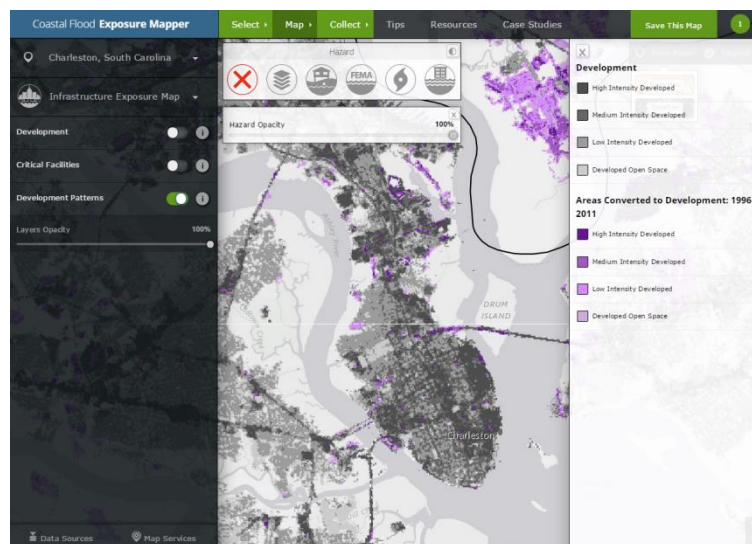 Coastal Flood Exposure Mapper
Select
Map
Collect
Tips
Resources
Case Studies
Save This Map
1
Charleston, South Carolina
Infrastructure Exposure Map
Development
Critical Facilities
Development Patterns
Layers Opacity 100%
Data Sources
Map Services
Hazard
FEMA
Hazard Opacity 100%
X
DRUM
ISLAND
Charleston
X
Development
High Intensity Developed
Medium Intensity Developed
Low Intensity Developed
Developed Open Space
Areas Converted to Development: 1996
2011
High Intensity Developed
Medium Intensity Developed
Low Intensity Developed
Developed Open Space